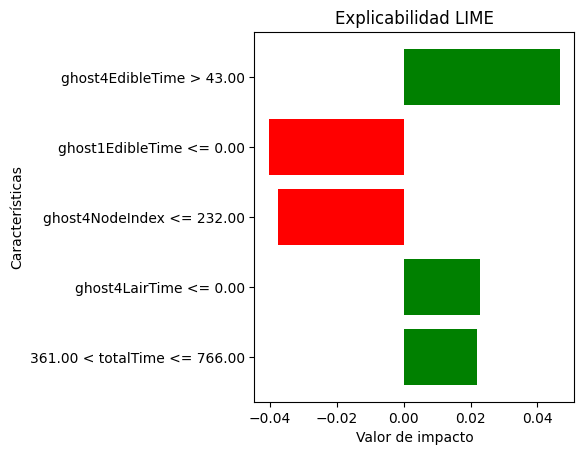 Explicabilidad LIME
Características
ghost4EdibleTime > 43.00
ghost1EdibleTime <= 0.00
ghost4NodeIndex <= 232.00
ghost4LairTime <= 0.00
361.00 < totalTime <= 766.00
−0.04 −0.02 0.00 0.02 0.04
Valor de impacto